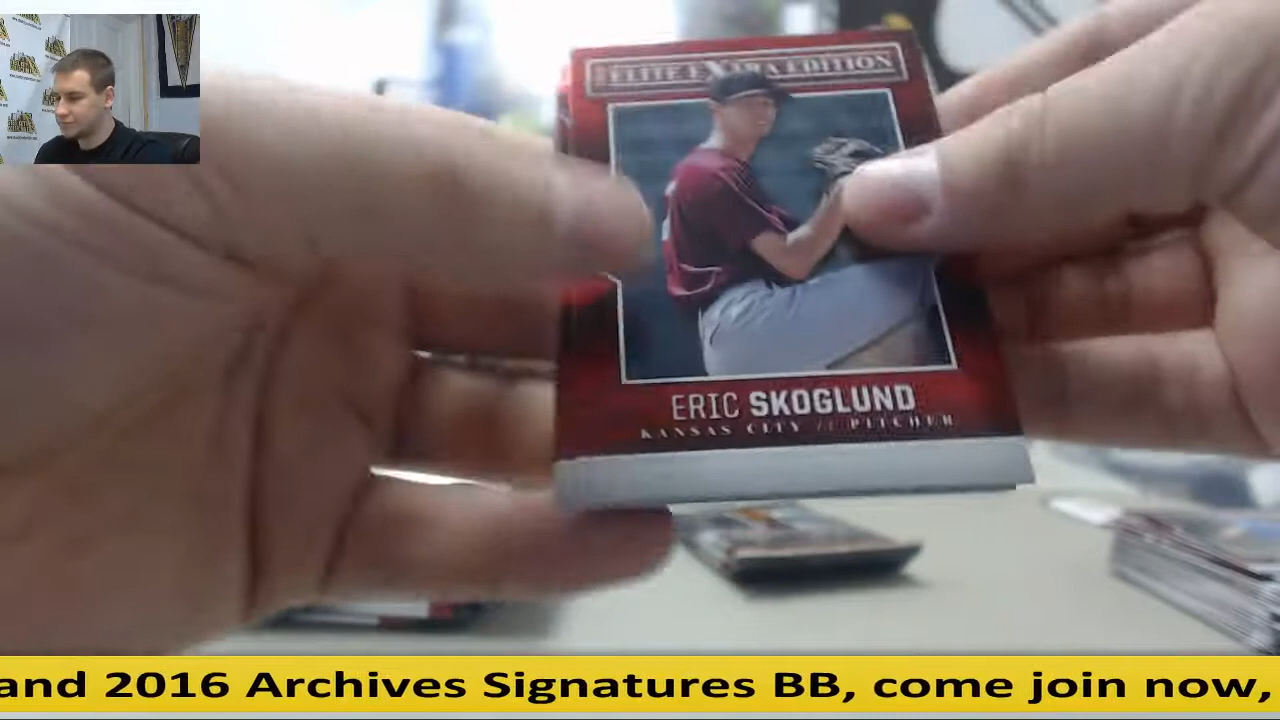 ELITE EXTRA EDITION
ERIC SKOGLUND
KANSAS CITY // PITCHER
and 2016 Archives Signatures BB, come join now,